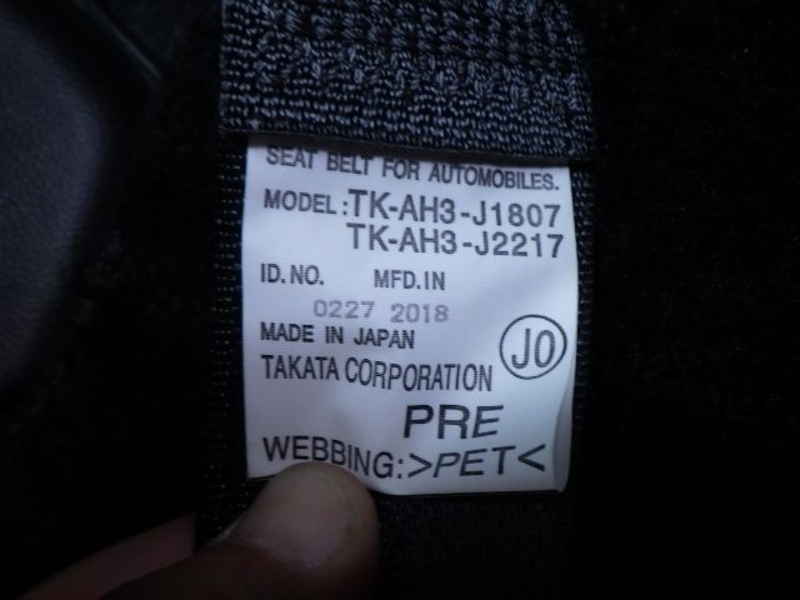 SEAT BELT FOR AUTOMOBILES.
MODEL:TK-AH3-J1807
TK-AH3-J2217
ID.NO. MFD.IN
0227 2018
MADE IN JAPAN
JO
TAKATA CORPORATION
PRE
WEBBING:>PET<